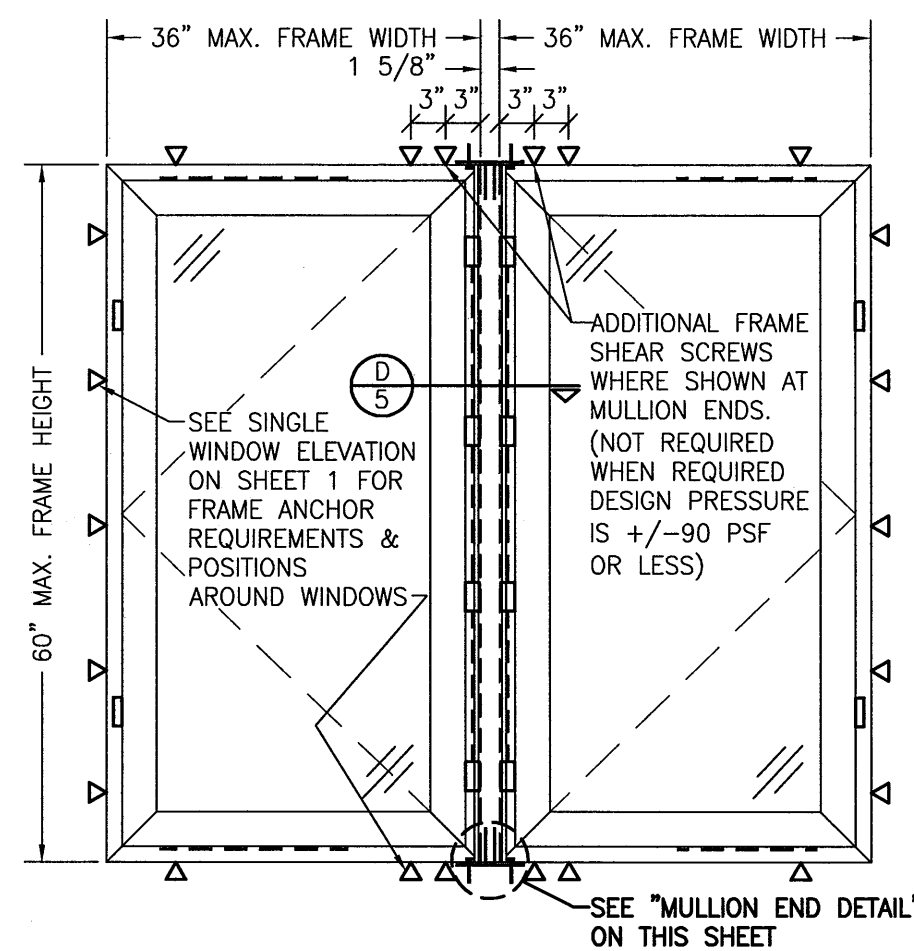 36" MAX. FRAME WIDTH
36" MAX. FRAME WIDTH
1 5/8"
3" 3"
3" 3"
60" MAX. FRAME HEIGHT
D
5
SEE SINGLE
WINDOW ELEVATION
ON SHEET 1 FOR
FRAME ANCHOR
REQUIREMENTS &
POSITIONS
AROUND WINDOWS
ADDITIONAL FRAME
SHEAR SCREWS
WHERE SHOWN AT
MULLION ENDS.
(NOT REQUIRED
WHEN REQUIRED
DESIGN PRESSURE
IS +/-90 PSF
OR LESS)
SEE "MULLION END DETAIL"
ON THIS SHEET